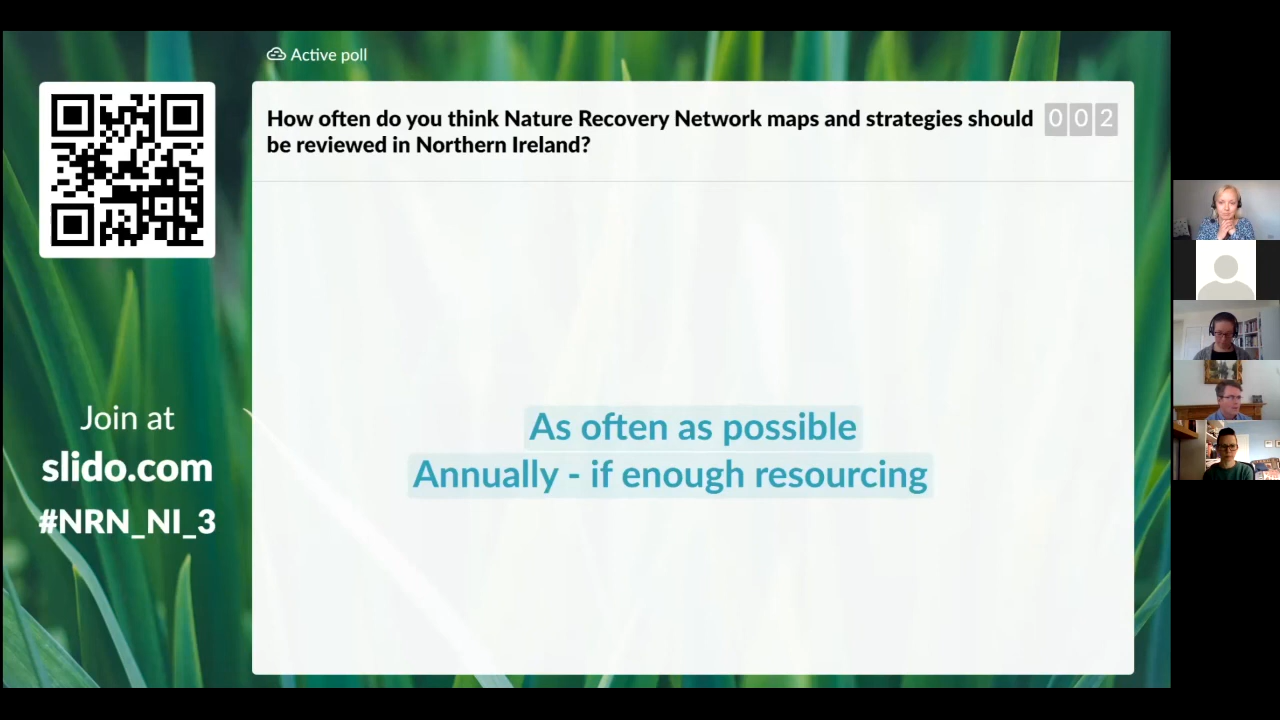 Active poll
How often do you think Nature Recovery Network maps and strategies should
be reviewed in Northern Ireland?
002
As often as possible
Annually - if enough resourcing
Join at
slido.com
#NRN_NI_3